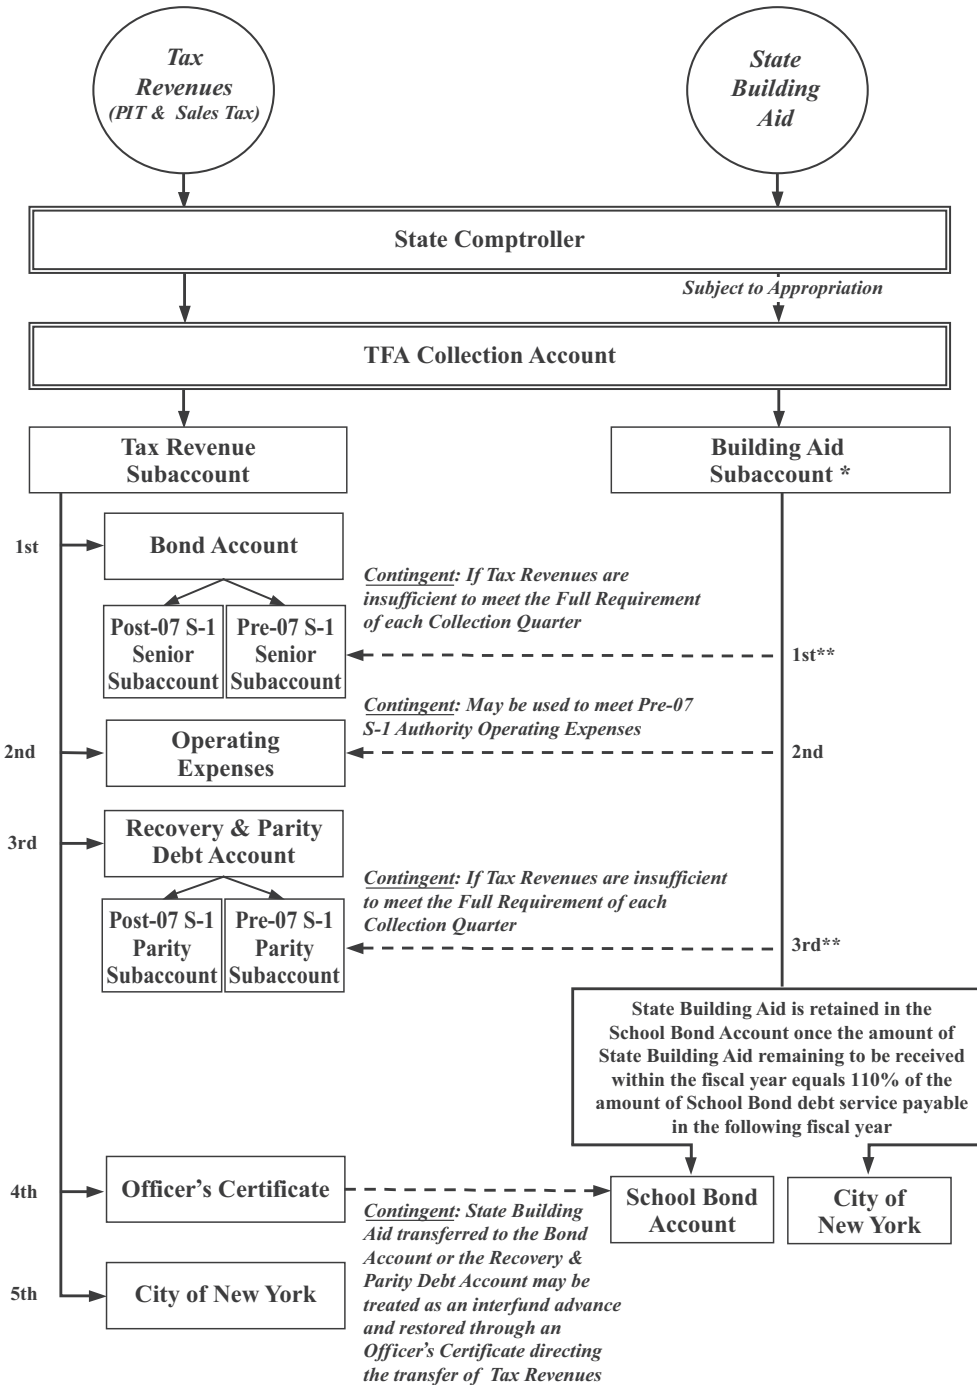 Tax
Revenues
(PIT & Sales Tax)
State
Building
Aid
State Comptroller
Subject to Appropriation
TFA Collection Account
Tax Revenue
Subaccount
Building Aid
Subaccount *
1st
Bond Account
Contingent: If Tax Revenues are
insufficient to meet the Full Requirement
of each Collection Quarter
Post-07 S-1
Senior
Subaccount
Pre-07 S-1
Senior
Subaccount
1st**
Contingent: May be used to meet Pre-07
S-1 Authority Operating Expenses
2nd
Operating
Expenses
2nd
3rd
Recovery & Parity
Debt Account
Contingent: If Tax Revenues are insufficient
to meet the Full Requirement of each
Collection Quarter
Post-07 S-1
Parity
Subaccount
Pre-07 S-1
Parity
Subaccount
3rd**
State Building Aid is retained in the
School Bond Account once the amount of
State Building Aid remaining to be received
within the fiscal year equals 110% of the
amount of School Bond debt service payable
in the following fiscal year
4th
Officer's Certificate
School Bond
Account
City of
New York
Contingent: State Building
Aid transferred to the Bond
Account or the Recovery &
Parity Debt Account may be
treated as an interfund advance
and restored through an
Officer's Certificate directing
the transfer of Tax Revenues
5th
City of New York